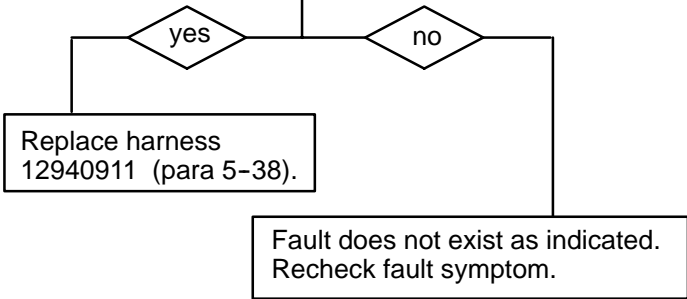 yes
no
Replace harness
12940911 (para 5-38).
Fault does not exist as indicated.
Recheck fault symptom.